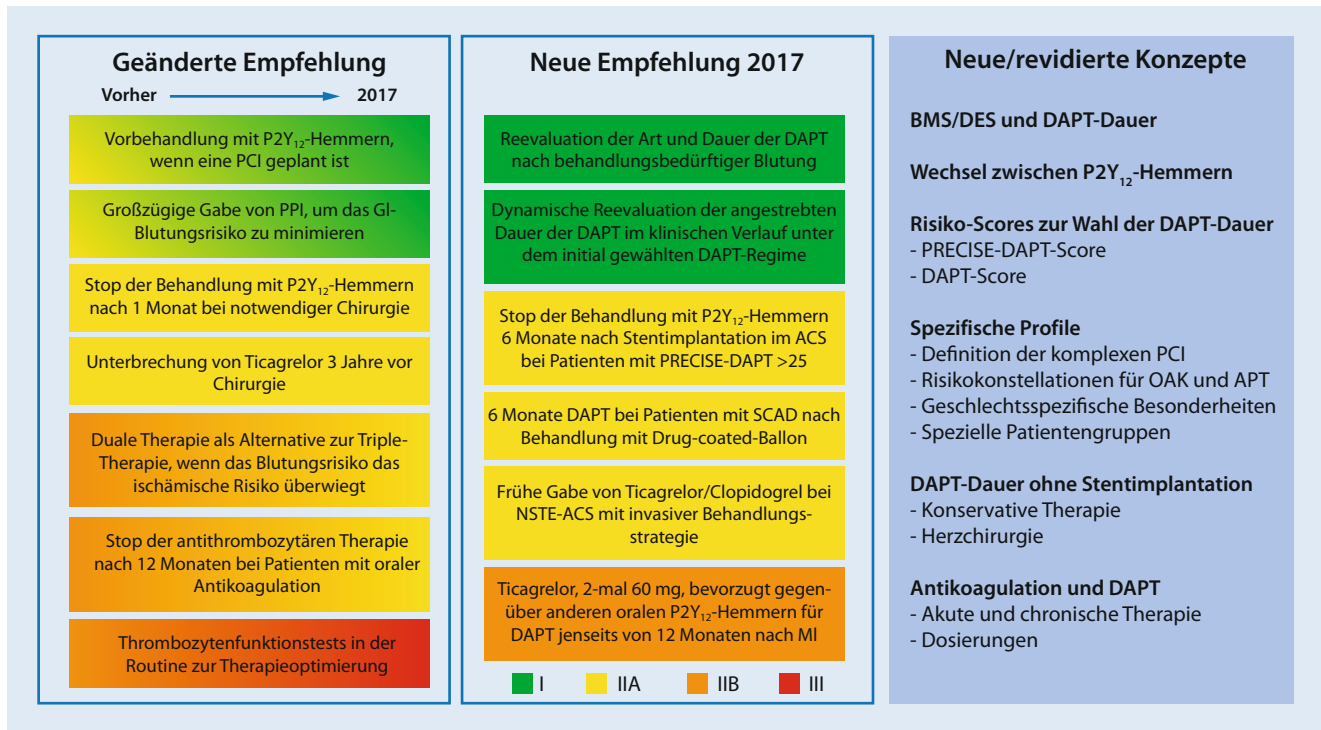 Geänderte Empfehlung
Vorher
2017
Vorbehandlung mit P2Y₁₂-Hemmern,
wenn eine PCI geplant ist
Großzügige Gabe von PPI, um das GI-
Blutungsrisiko zu minimieren
Stop der Behandlung mit P2Y₁₂-Hemmern
nach 1 Monat bei notwendiger Chirurgie
Unterbrechung von Ticagrelor 3 Jahre vor
Chirurgie
Duale Therapie als Alternative zur Triple-
Therapie, wenn das Blutungsrisiko das
ischämische Risiko überwiegt
Stop der antithrombozytären Therapie
nach 12 Monaten bei Patienten mit oraler
Antikoagulation
Thrombozytenfunktionstests in der
Routine zur Therapieoptimierung
Neue Empfehlung 2017
Reevaluation der Art und Dauer der DAPT
nach behandlungsbedürftiger Blutung
Dynamische Reevaluation der angestrebten
Dauer der DAPT im klinischen Verlauf unter
dem initial gewählten DAPT-Regime
Stop der Behandlung mit P2Y₁₂-Hemmern
6 Monate nach Stentimplantation im ACS
bei Patienten mit PRECISE-DAPT >25
6 Monate DAPT bei Patienten mit SCAD nach
Behandlung mit Drug-coated-Ballon
Frühe Gabe von Ticagrelor/Clopidogrel bei
NSTE-ACS mit invasiver Behandlungs-
strategie
Ticagrelor, 2-mal 60 mg, bevorzugt gegen-
über anderen oralen P2Y₁₂-Hemmern für
DAPT jenseits von 12 Monaten nach MI
I IIA IIB III
Neue/revidierte Konzepte
BMS/DES und DAPT-Dauer
Wechsel zwischen P2Y₁₂-Hemmern
Risiko-Scores zur Wahl der DAPT-Dauer
- PRECISE-DAPT-Score
- DAPT-Score
Spezifische Profile
- Definition der komplexen PCI
- Risikokonstellationen für OAK und APT
- Geschlechtsspezifische Besonderheiten
- Spezielle Patientengruppen
DAPT-Dauer ohne Stentimplantation
- Konservative Therapie
- Herzchirurgie
Antikoagulation und DAPT
- Akute und chronische Therapie
- Dosierungen